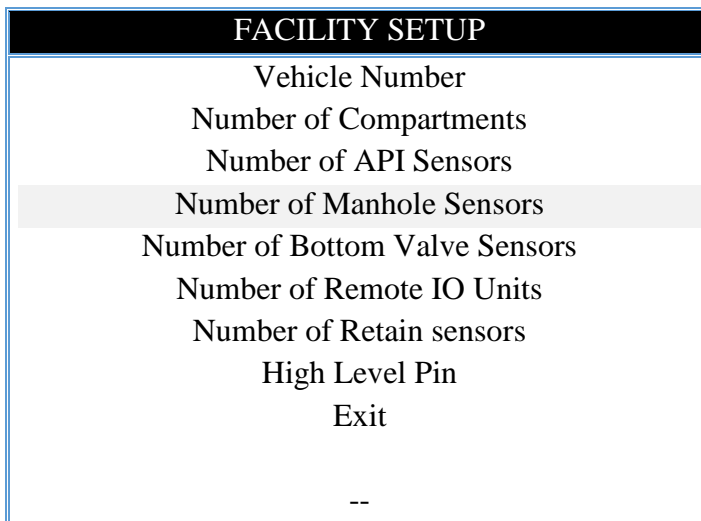 FACILITY SETUP
Vehicle Number
Number of Compartments
Number of API Sensors
Number of Manhole Sensors
Number of Bottom Valve Sensors
Number of Remote IO Units
Number of Retain sensors
High Level Pin
Exit
--